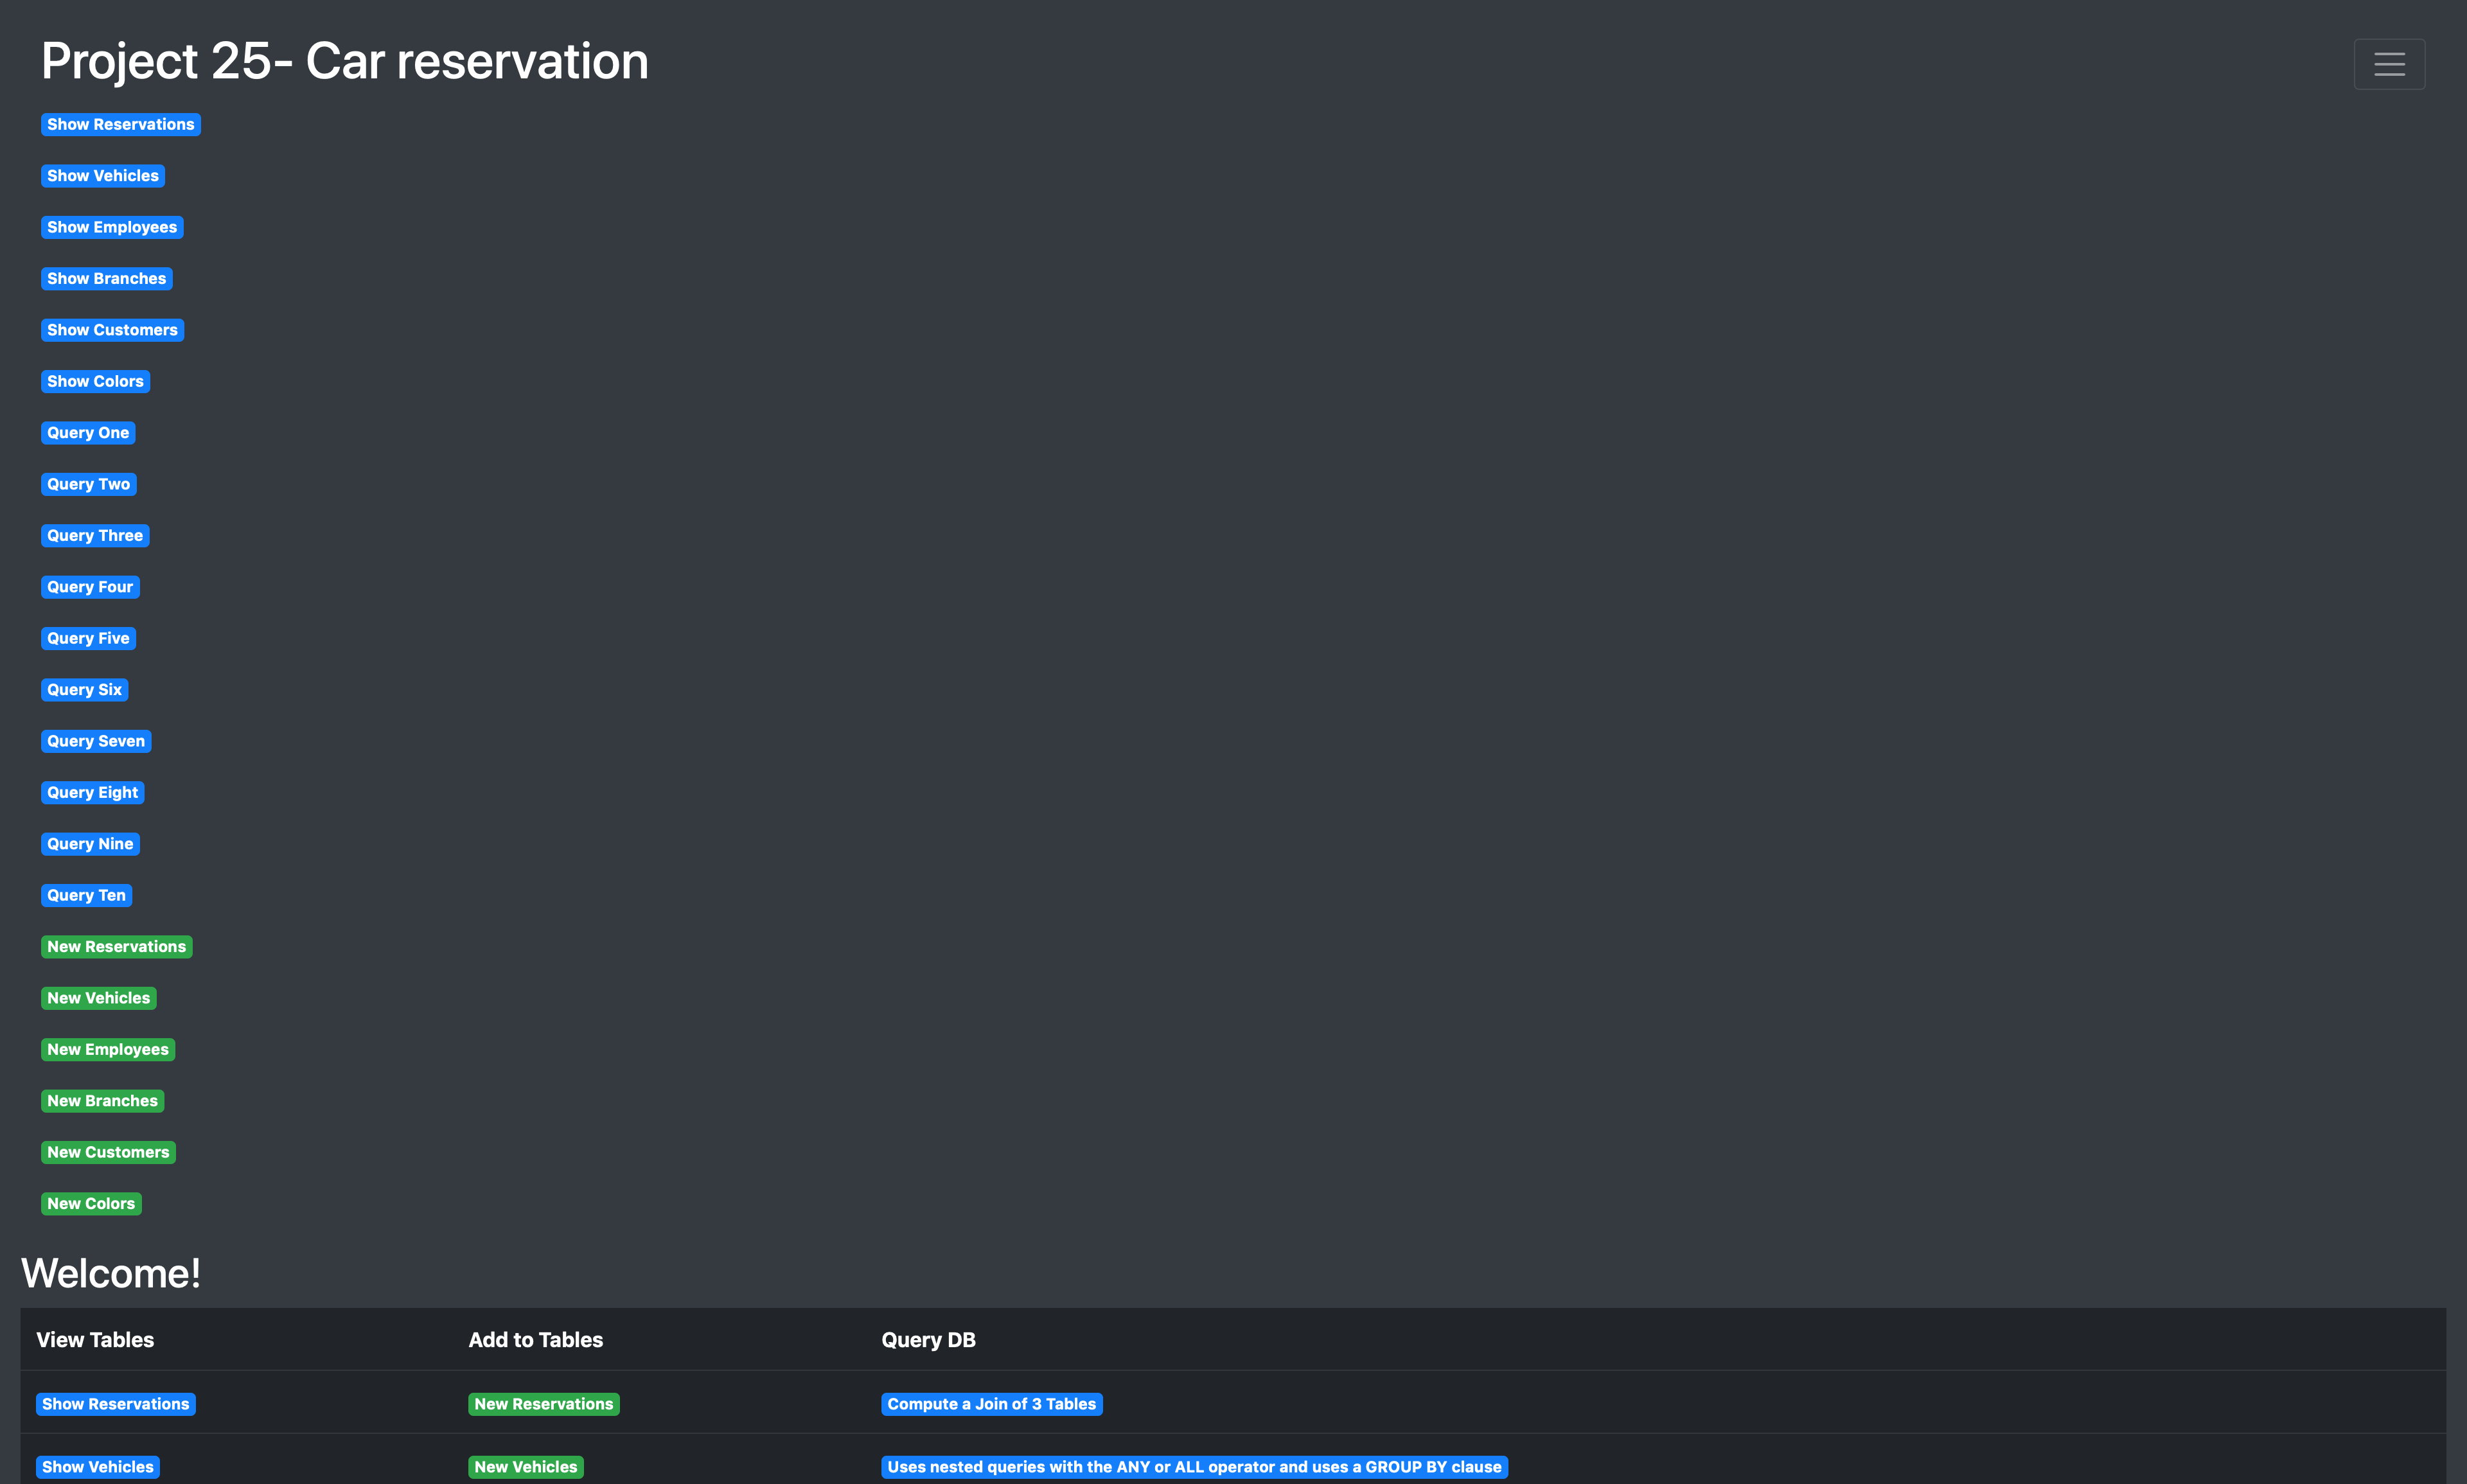 Project 25- Car reservation
Show Reservations
Show Vehicles
Show Employees
Show Branches
Show Customers
Show Colors
Query One
Query Two
Query Three
Query Four
Query Five
Query Six
Query Seven
Query Eight
Query Nine
Query Ten
New Reservations
New Vehicles
New Employees
New Branches
New Customers
New Colors
Welcome!
View Tables Add to Tables Query DB
Show Reservations New Reservations Compute a Join of 3 Tables
Show Vehicles New Vehicles Uses nested queries with the ANY or ALL operator and uses a GROUP BY clause